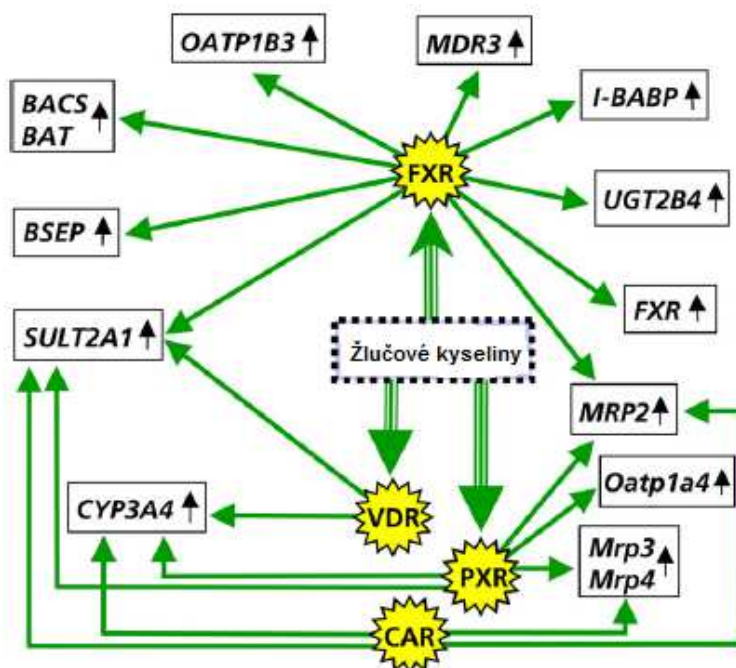 OATP1B3
MDR3
BACS
BAT
I-BABP
FXR
UGT2B4
BSEP
FXR
SULT2A1
Žlučové kyseliny
MRP2
Oatp1a4
CYP3A4
VDR
Mrp3
Mrp4
PXR
CAR